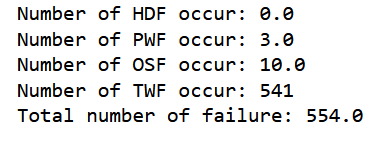 Number of HDF occur: 0.0
Number of PWF occur: 3.0
Number of OSF occur: 10.0
Number of TWF occur: 541
Total number of failure: 554.0